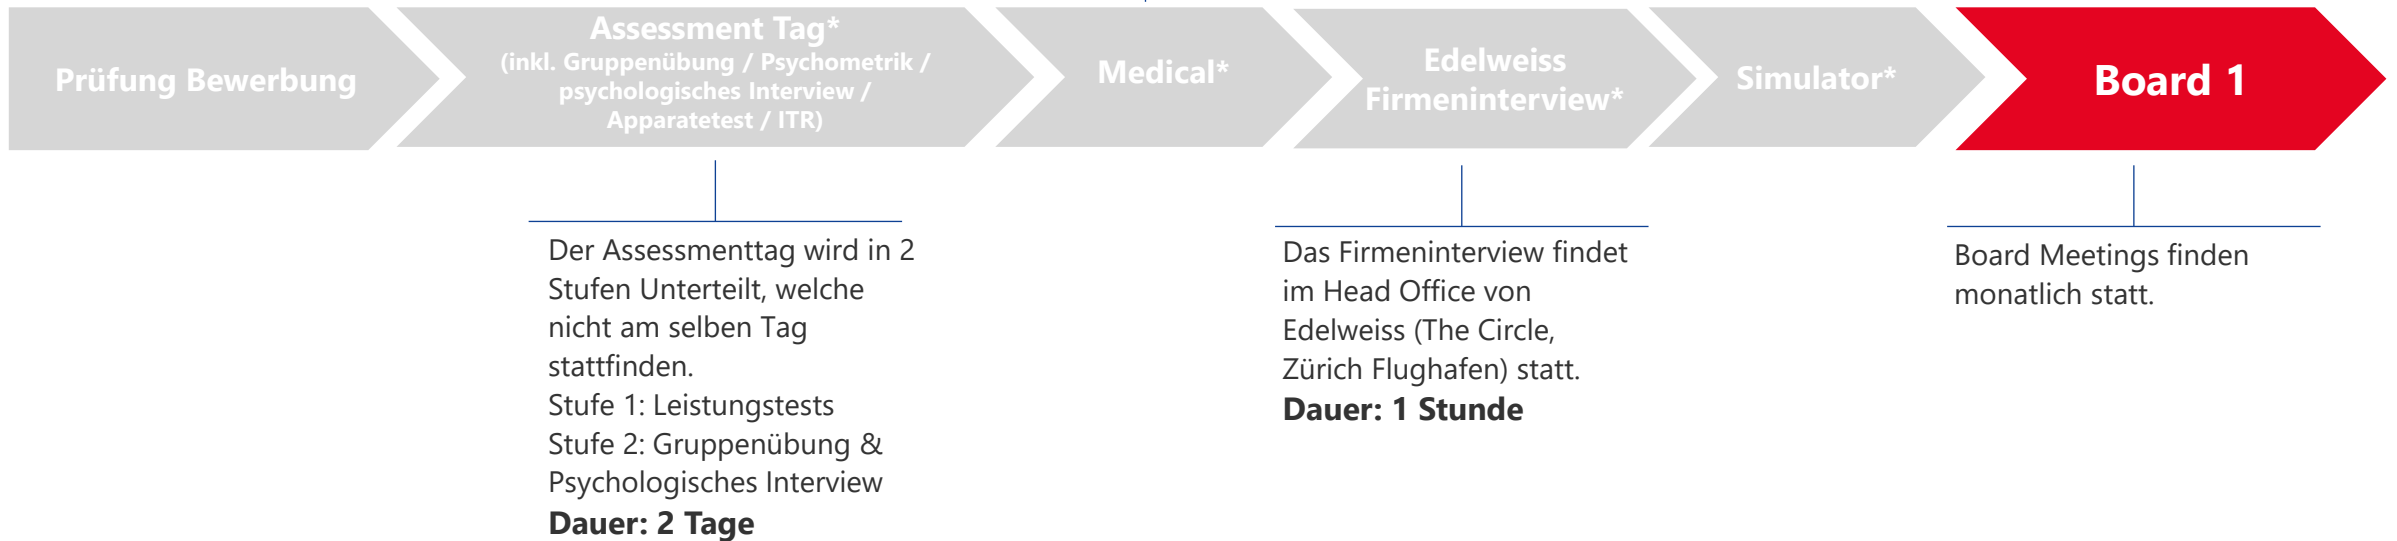 Prüfung Bewerbung
Assessment Tag*
(inkl. Gruppenübung / Psychometrik /
psychologisches Interview /
Apparatetest / ITR)
Medical*
Edelweiss
Firmeninterview*
Simulator*
Board 1
Der Assessmenttag wird in 2
Stufen Unterteilt, welche
nicht am selben Tag
stattfinden.
Stufe 1: Leistungstests
Stufe 2: Gruppenübung &
Psychologisches Interview
Dauer: 2 Tage
Das Firmeninterview findet
im Head Office von
Edelweiss (The Circle,
Zürich Flughafen) statt.
Dauer: 1 Stunde
Board Meetings finden
monatlich statt.